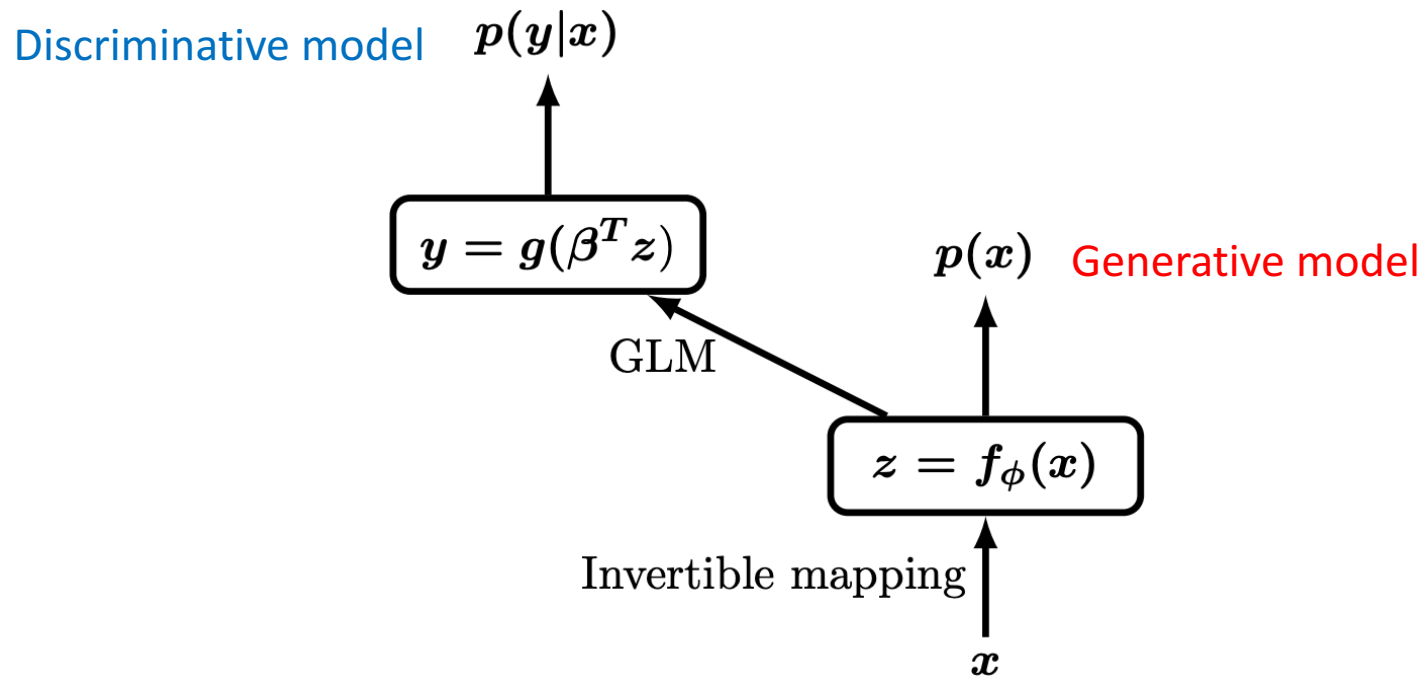 Discriminative model p(y|x)
y = g(β^T z)
p(x) Generative model
GLM
z = f_ϕ(x)
Invertible mapping
x